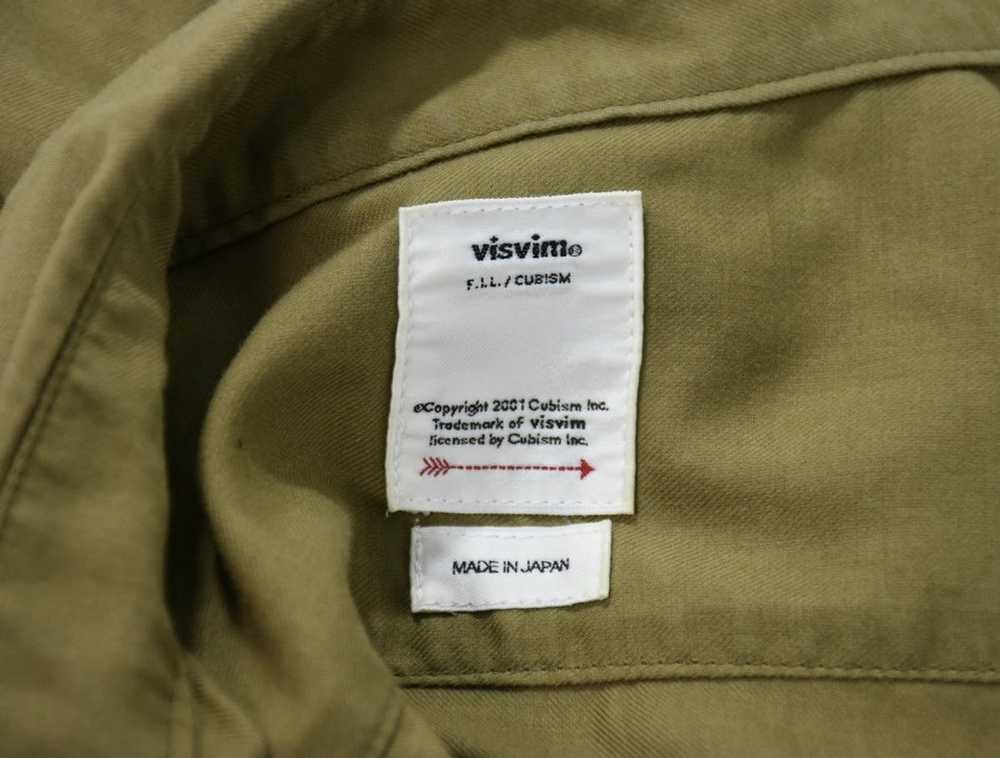 visvim®
F.I.L. / CUBISM
©Copyright 2001 Cubism Inc.
Trademark of visvim
licensed by Cubism Inc.
MADE IN JAPAN